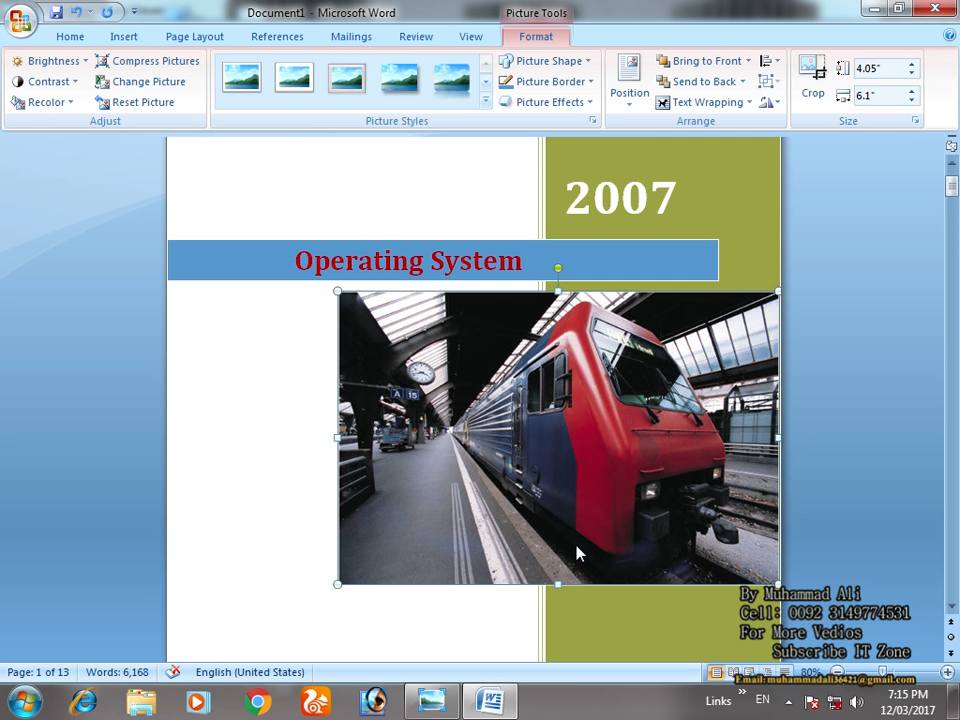 Document1 - Microsoft Word
Picture Tools
Home Insert Page Layout References Mailings Review View Format
Brightness Compress Pictures Picture Shape Bring to Front 4.05"
Contrast Change Picture Picture Border Send to Back
Recolor Reset Picture Picture Effects Position Text Wrapping Crop 6.1"
Adjust Picture Styles Arrange Size
2007
Operating System
A 15
By Muhammad Ali
Cell: 0092 3149774531
For More Vedios
Subscribe IT Zone
Page: 1 of 13 Words: 6,168 English (United States) 80%
Email:muhammadali36421@gmail.com
Links EN 7:15 PM
12/03/2017